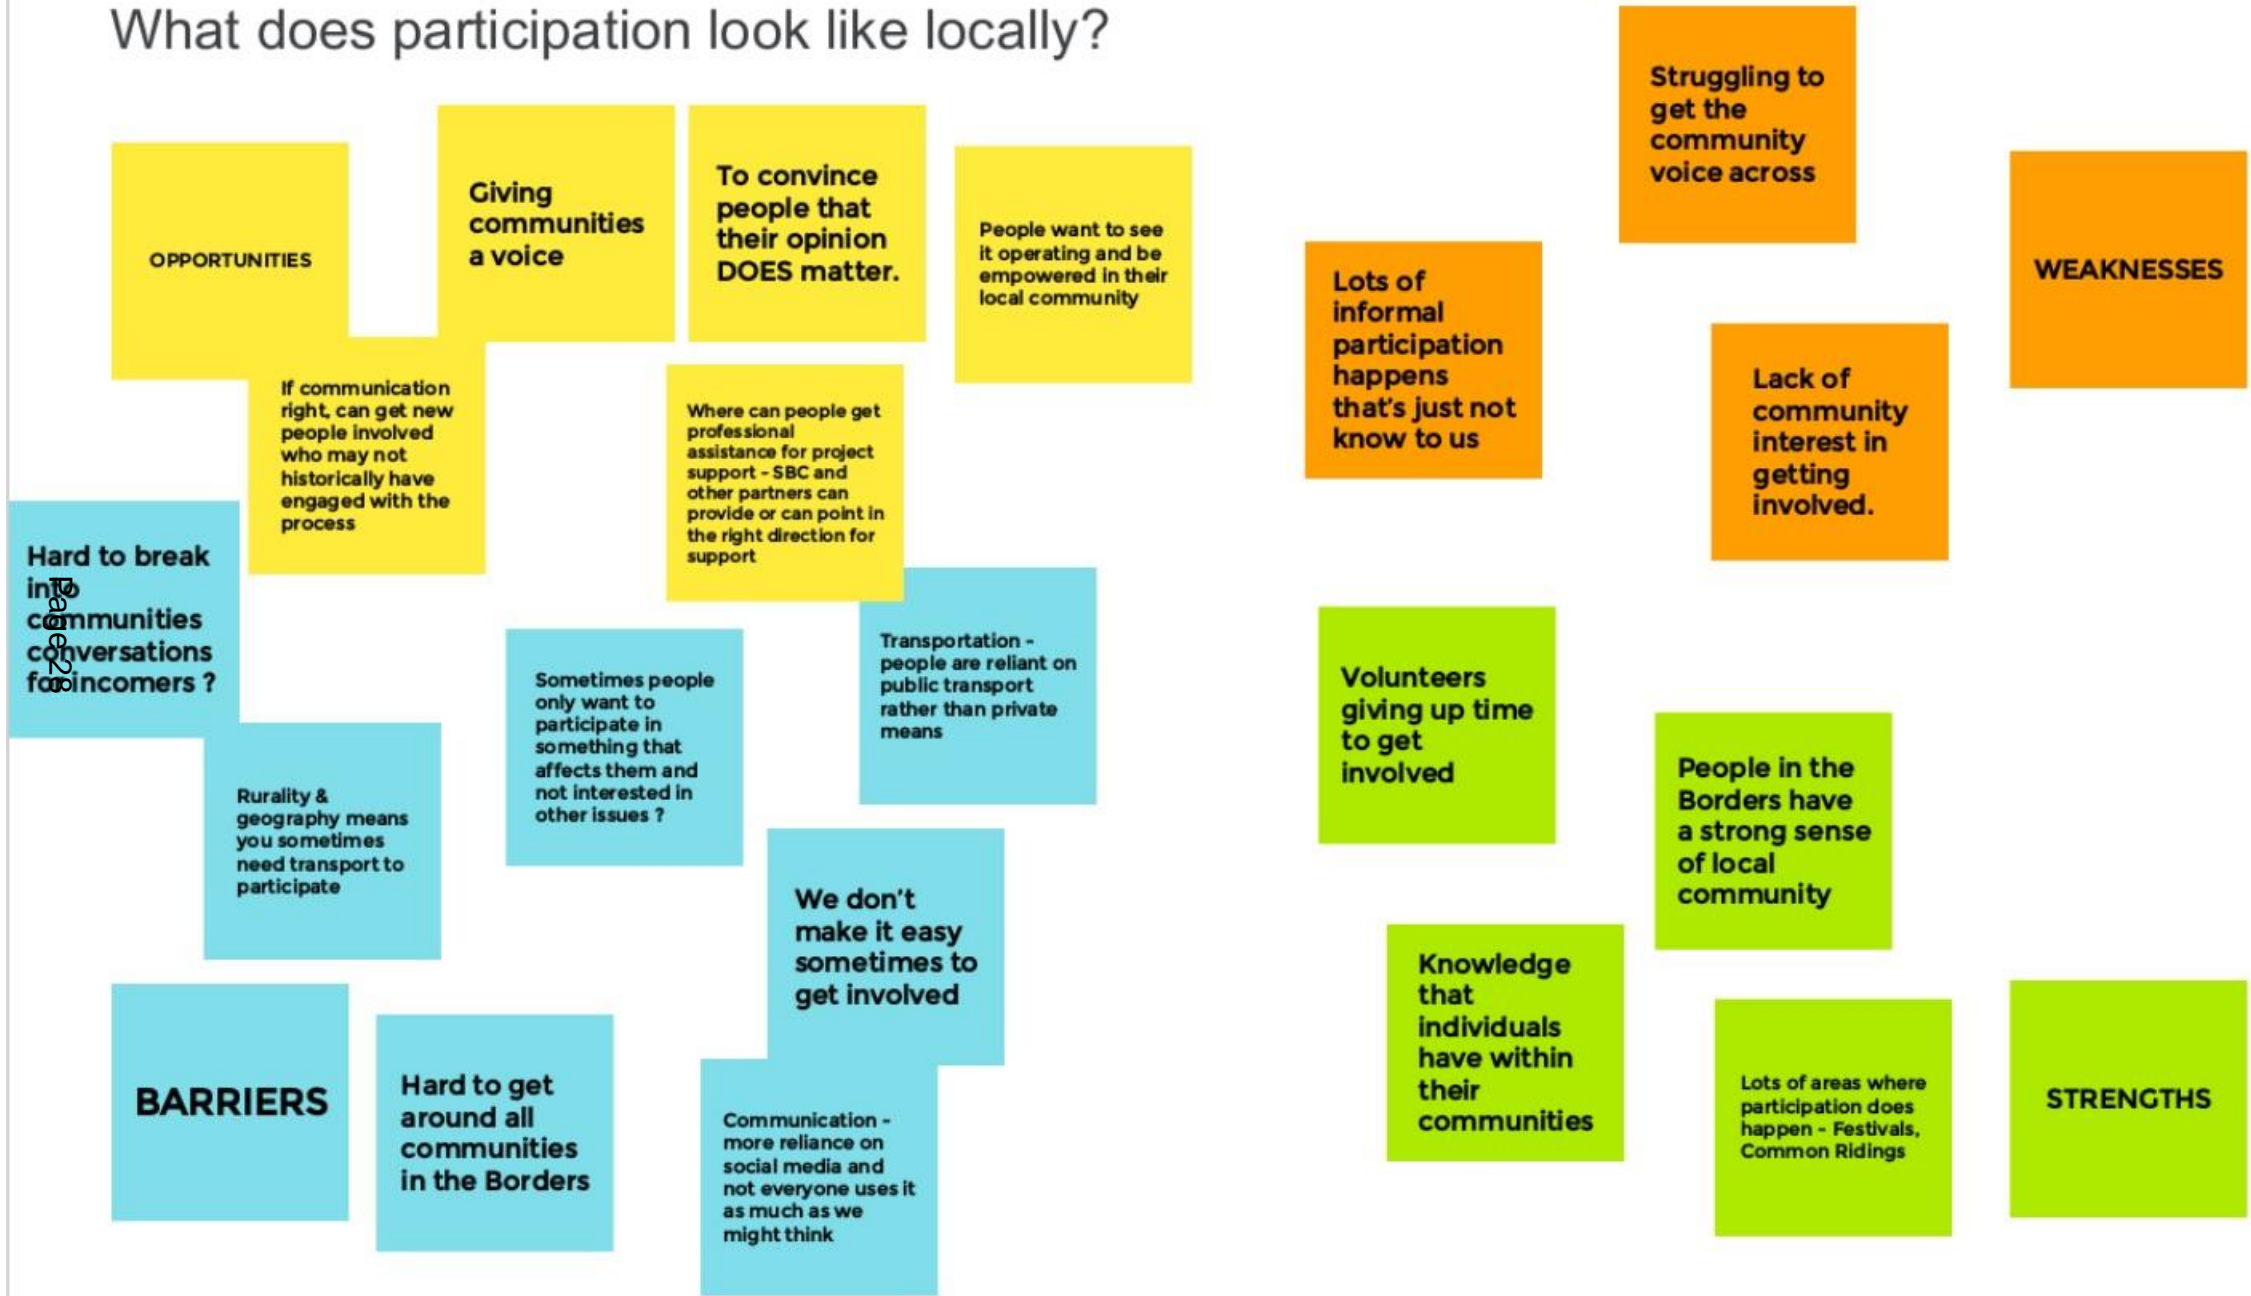 What does participation look like locally?
OPPORTUNITIES
Giving
communities
a voice
To convince
people that
their opinion
DOES matter.
People want to see
it operating and be
empowered in their
local community
If communication
right, can get new
people involved
who may not
historically have
engaged with the
process
Where can people get
professional
assistance for project
support - SBC and
other partners can
provide or can point in
the right direction for
support
Hard to break
into
communities
conversations
for incomers ?
Page 28
Rurality &
geography means
you sometimes
need transport to
participate
Sometimes people
only want to
participate in
something that
affects them and
not interested in
other issues ?
Transportation -
people are reliant on
public transport
rather than private
means
We don't
make it easy
sometimes to
get involved
BARRIERS
Hard to get
around all
communities
in the Borders
Communication -
more reliance on
social media and
not everyone uses it
as much as we
might think
Struggling to
get the
community
voice across
WEAKNESSES
Lots of
informal
participation
happens
that's just not
know to us
Lack of
community
interest in
getting
involved.
Volunteers
giving up time
to get
involved
People in the
Borders have
a strong sense
of local
community
Knowledge
that
individuals
have within
their
communities
Lots of areas where
participation does
happen - Festivals,
Common Ridings
STRENGTHS